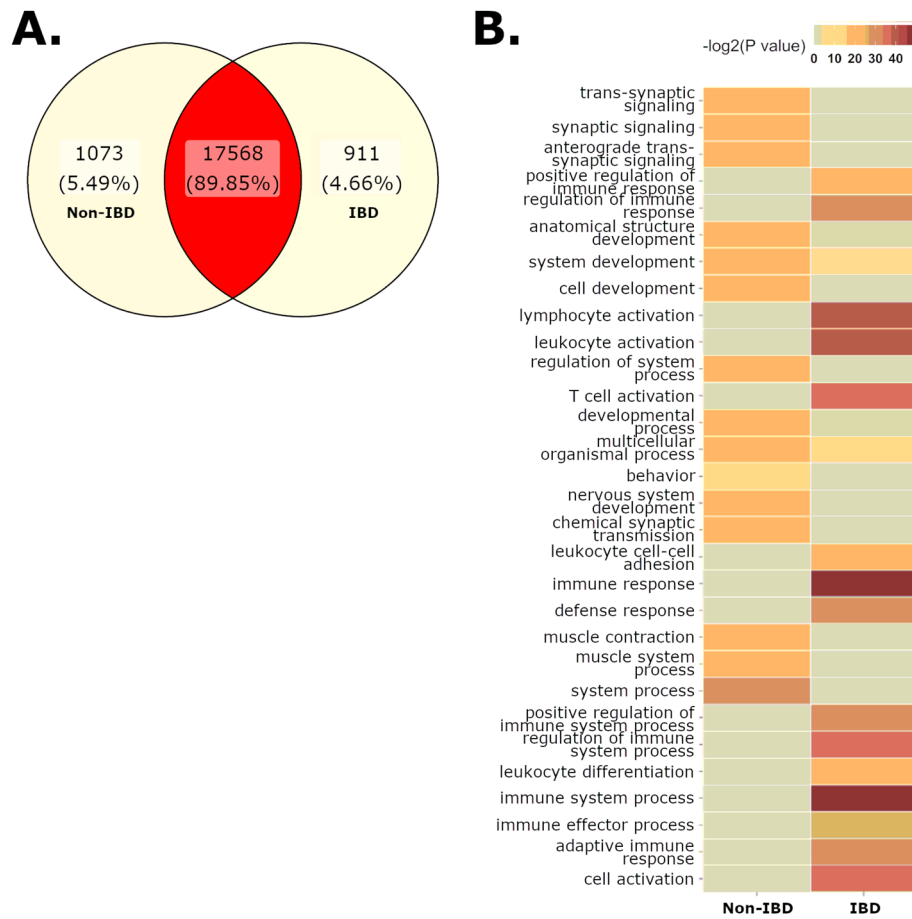 A.
1073
(5.49%)
Non-IBD
17568
(89.85%)
911
(4.66%)
IBD
B.
-log2(P value)
0 10 20 30 40
trans-synaptic
signaling
synaptic signaling
anterograde trans-
synaptic signaling
positive regulation of
immune response
regulation of immune
response
anatomical structure
development
system development
cell development
lymphocyte activation
leukocyte activation
regulation of system
process
T cell activation
developmental
process
multicellular
organismal process
behavior
nervous system
development
chemical synaptic
transmission
leukocyte cell-cell
adhesion
immune response
defense response
muscle contraction
muscle system
process
system process
positive regulation of
immune system process
regulation of immune
system process
leukocyte differentiation
immune system process
immune effector process
adaptive immune
response
cell activation
Non-IBD IBD